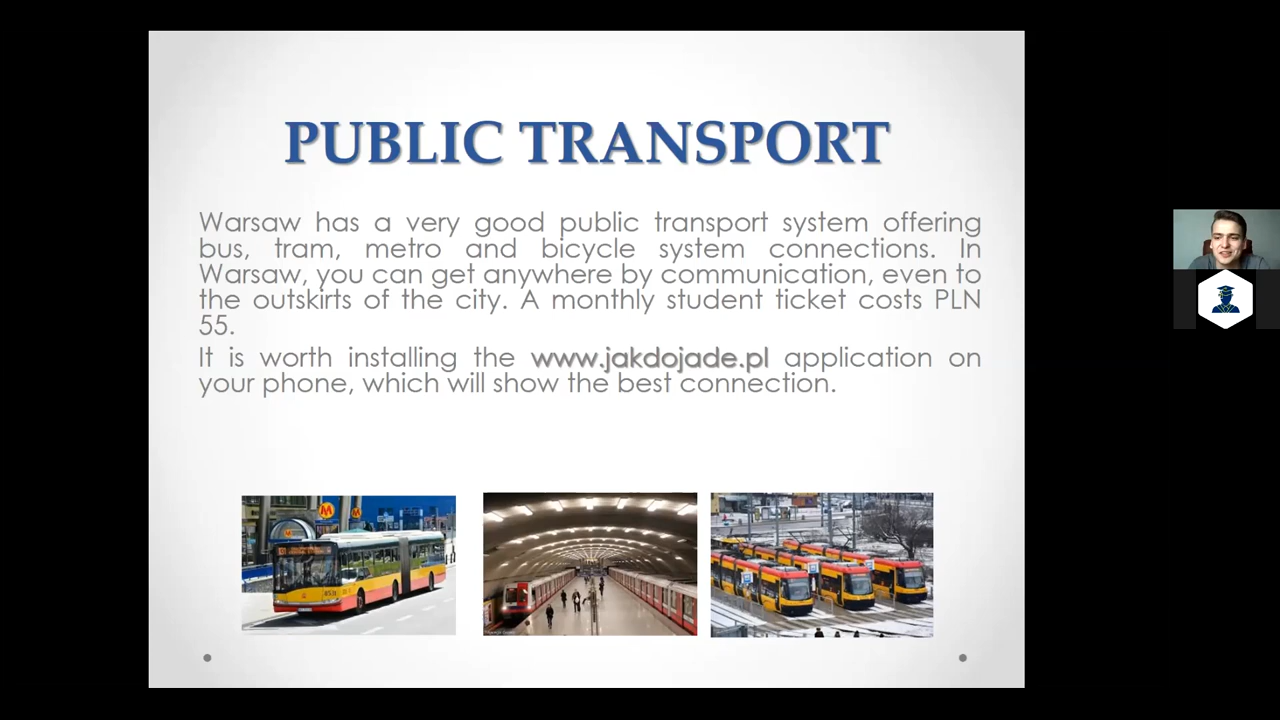 PUBLIC TRANSPORT
Warsaw has a very good public transport system offering
bus, tram, metro and bicycle system connections. In
Warsaw, you can get anywhere by communication, even to
the outskirts of the city. A monthly student ticket costs PLN
55.
It is worth installing the www.jakdojade.pl application on
your phone, which will show the best connection.